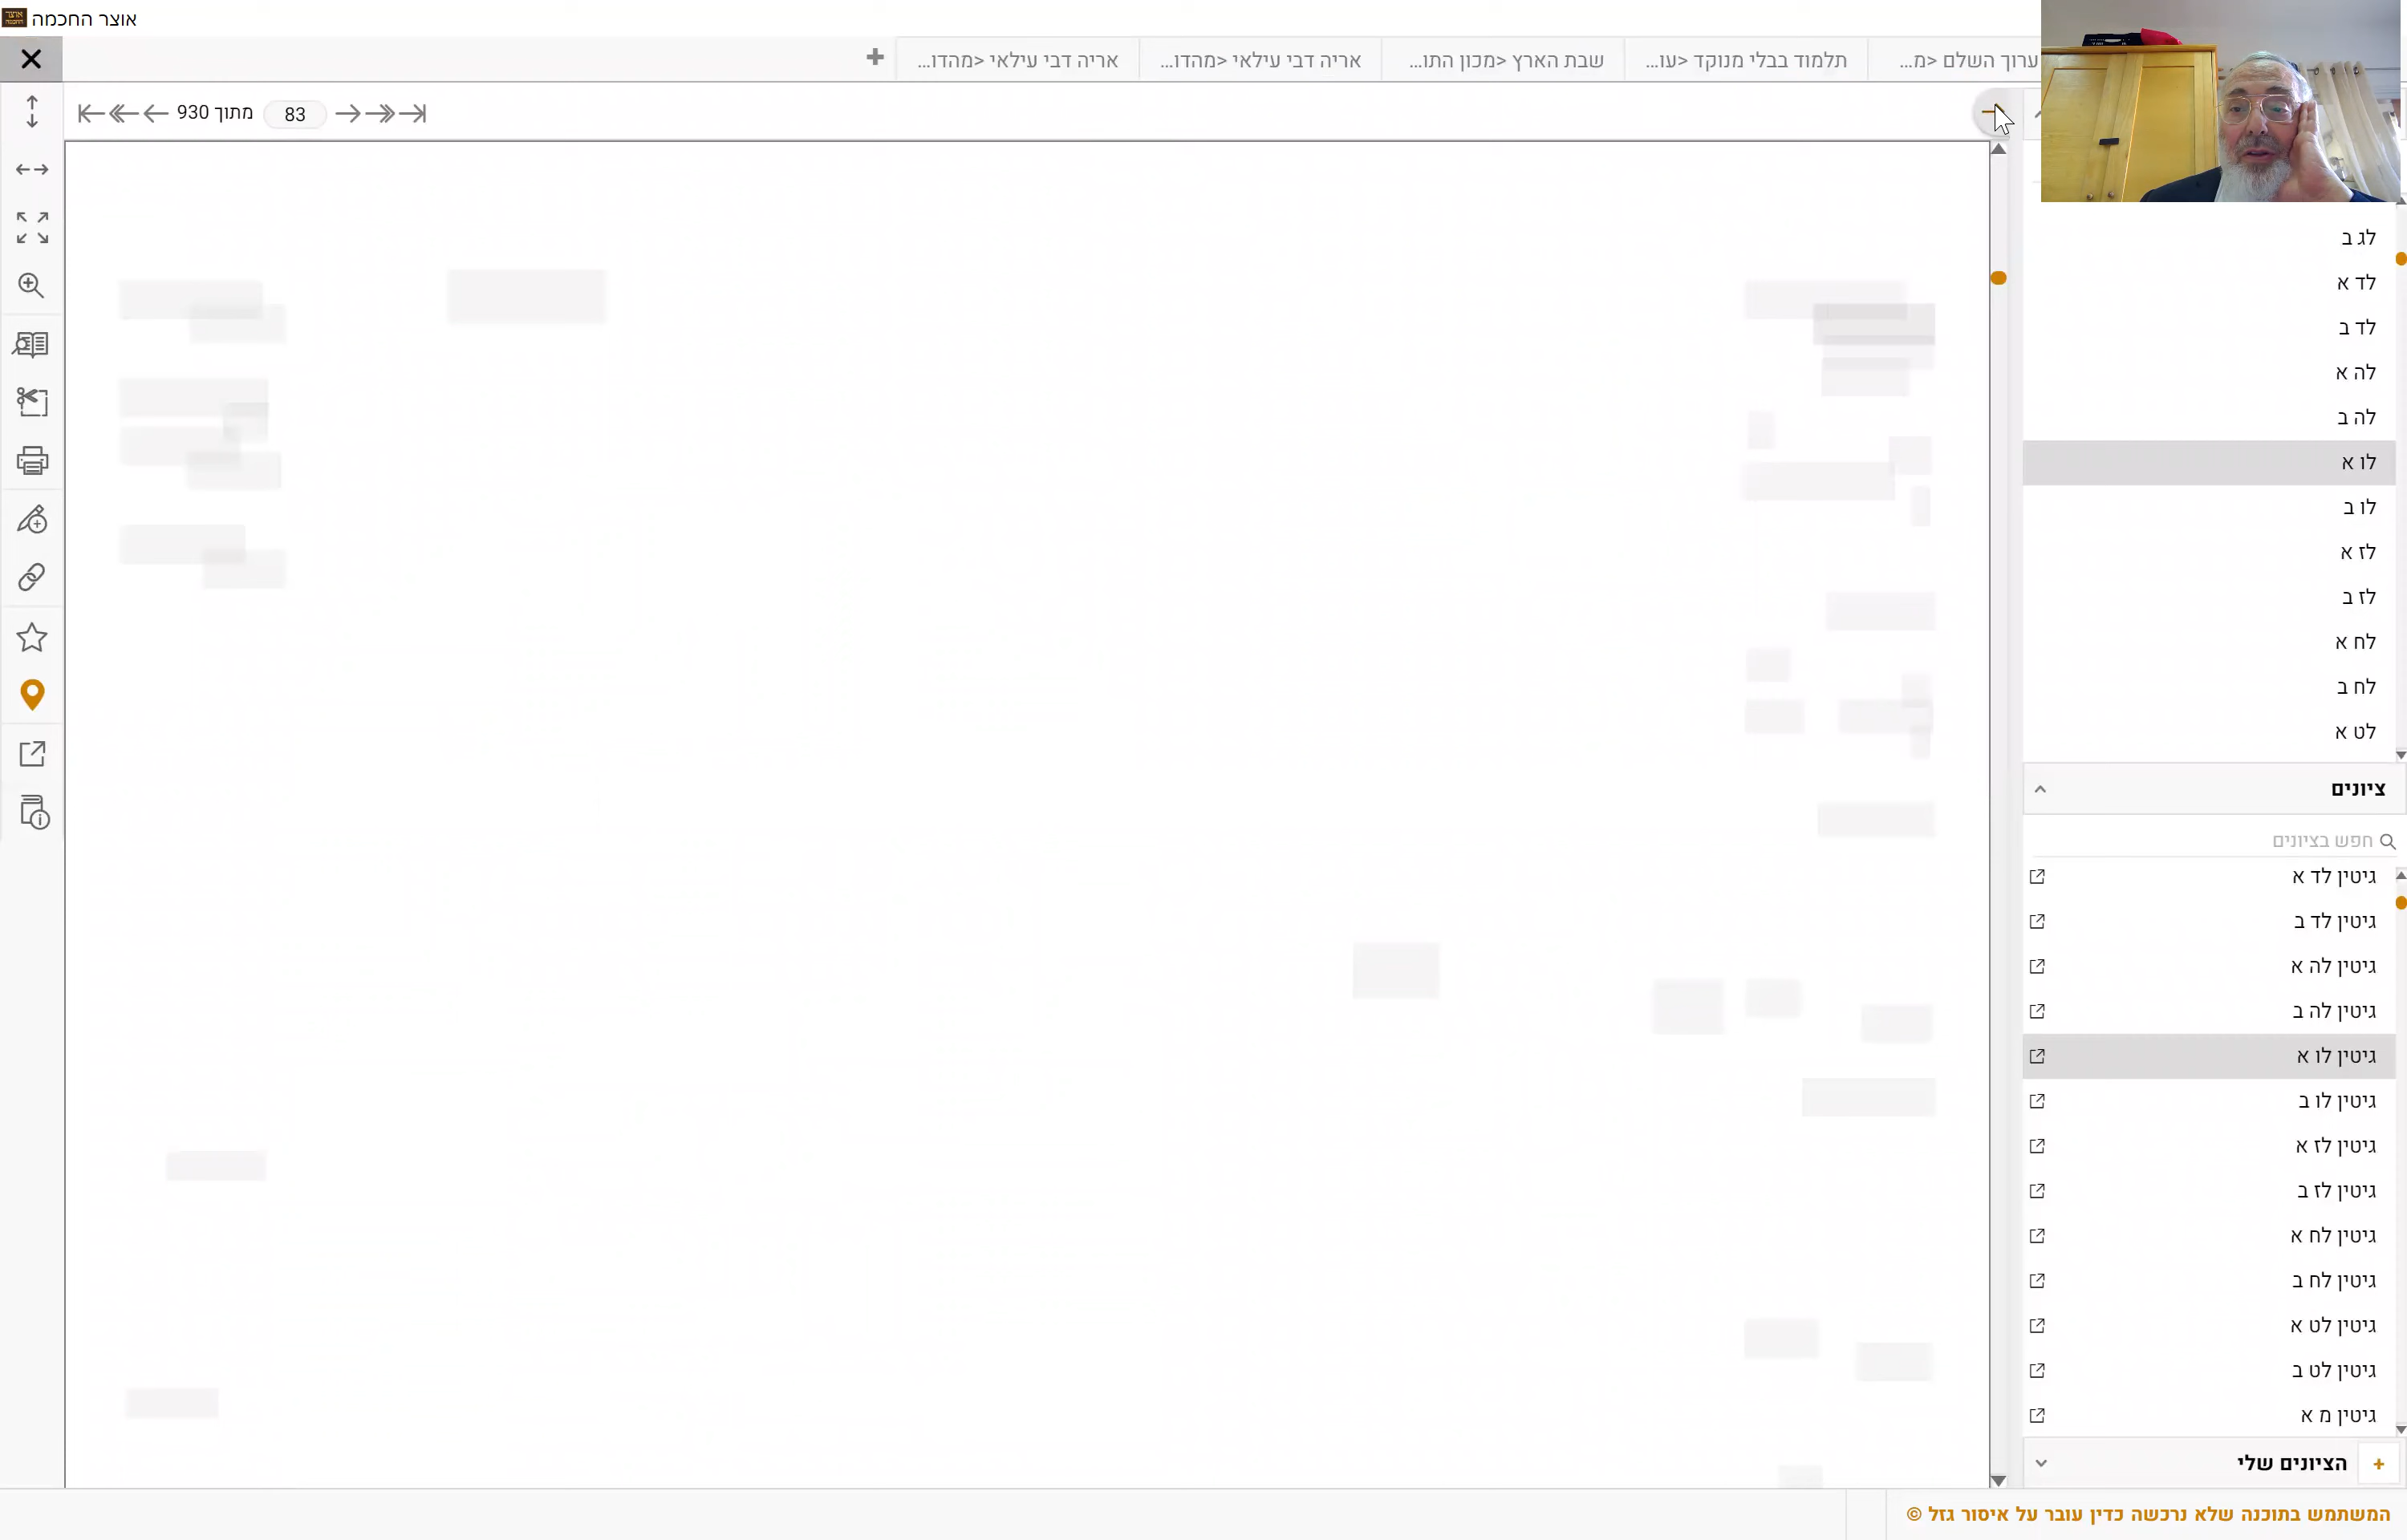 אוצר החכמה
ערוך השלם <מ...
תלמוד בבלי מנוקד <עו...
שבת הארץ <מכון התו...
אריה דבי עילאי <מהדו...
אריה דבי עילאי <מהדו...
83 מתוך 930
לג ב
לד א
לד ב
לה א
לה ב
לו א
לו ב
לז א
לז ב
לח א
לח ב
לט א
ציונים
חפש בציונים
גיטין לד א
גיטין לד ב
גיטין לה א
גיטין לה ב
גיטין לו א
גיטין לו ב
גיטין לז א
גיטין לז ב
גיטין לח א
גיטין לח ב
גיטין לט א
גיטין לט ב
גיטין מ א
הציונים שלי
המשתמש בתוכנה שלא נרכשה כדין עובר על איסור גזל ©